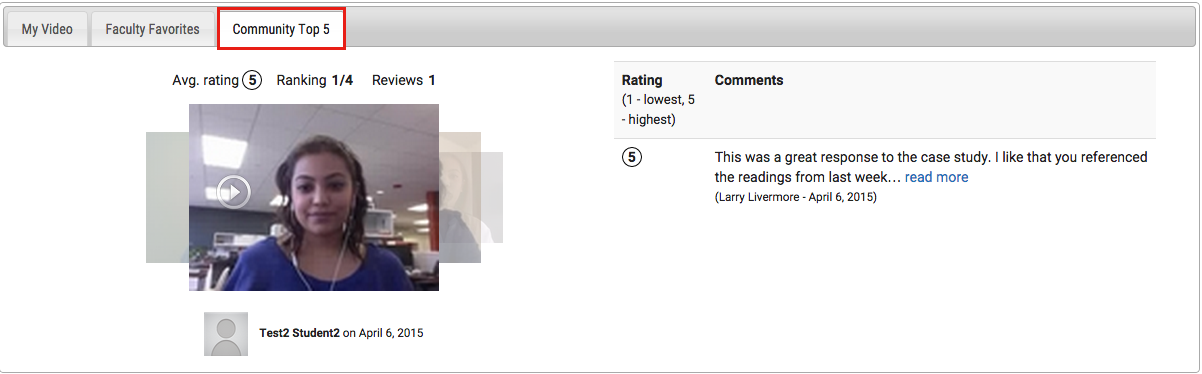 My Video
Faculty Favorites
Community Top 5
Avg. rating 5 Ranking 1/4 Reviews 1
Test2 Student2 on April 6, 2015
Rating Comments
(1 - lowest, 5
- highest)
5 This was a great response to the case study. I like that you referenced
the readings from last week… read more
(Larry Livermore - April 6, 2015)